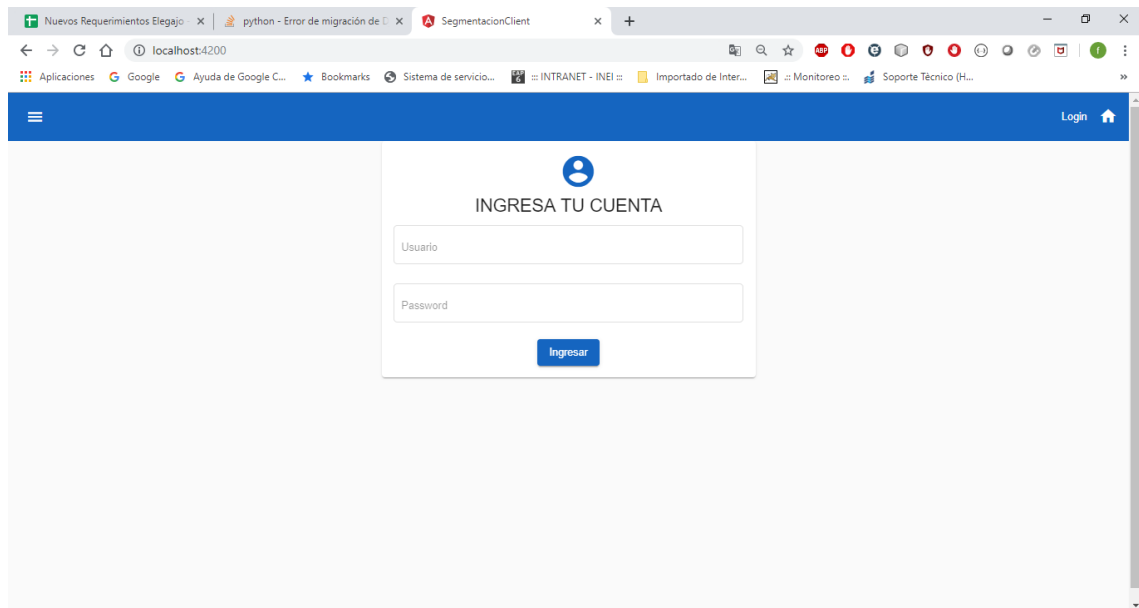 Nuevos Requerimientos Elegajo -
python - Error de migración de D
SegmentacionClient
localhost:4200
ABP
f
Aplicaciones
Google
Ayuda de Google C...
Bookmarks
Sistema de servicio...
::: INTRANET - INEI :::
Importado de Inter...
.:: Monitoreo ::.
Soporte Técnico (H...
»
Login
INGRESA TU CUENTA
Usuario
Password
Ingresar